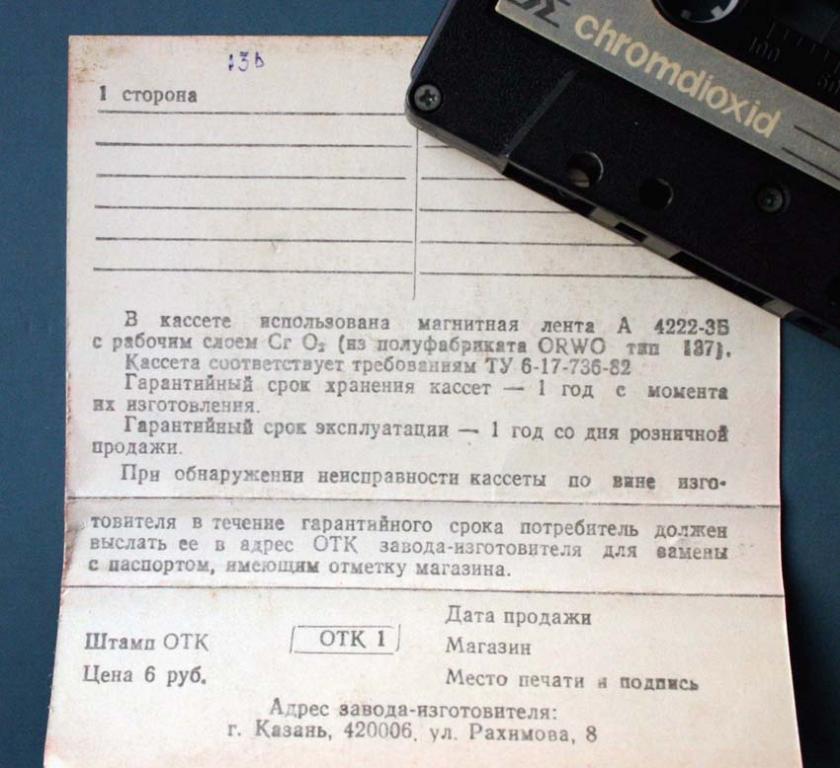 1 сторона
chromdioxid
100
В кассете использована магнитная лента А 4222-3Б
с рабочим слоем Cr O₂ (из полуфабриката ORWO тип 137).
Кассета соответствует требованиям ТУ 6-17-736-82
Гарантийный срок хранения кассет — 1 год с момента
их изготовления.
Гарантийный срок эксплуатации — 1 год со дня розничной
продажи.
При обнаружении неисправности кассеты по вине изго-
товителя в течение гарантийного срока потребитель должен
выслать ее в адрес ОТК завода-изготовителя для замены
с паспортом, имеющим отметку магазина.
Дата продажи
Штамп ОТК ОТК 1 Магазин
Цена 6 руб. Место печати и подпись
Адрес завода-изготовителя:
г. Казань, 420006, ул. Рахимова, 8